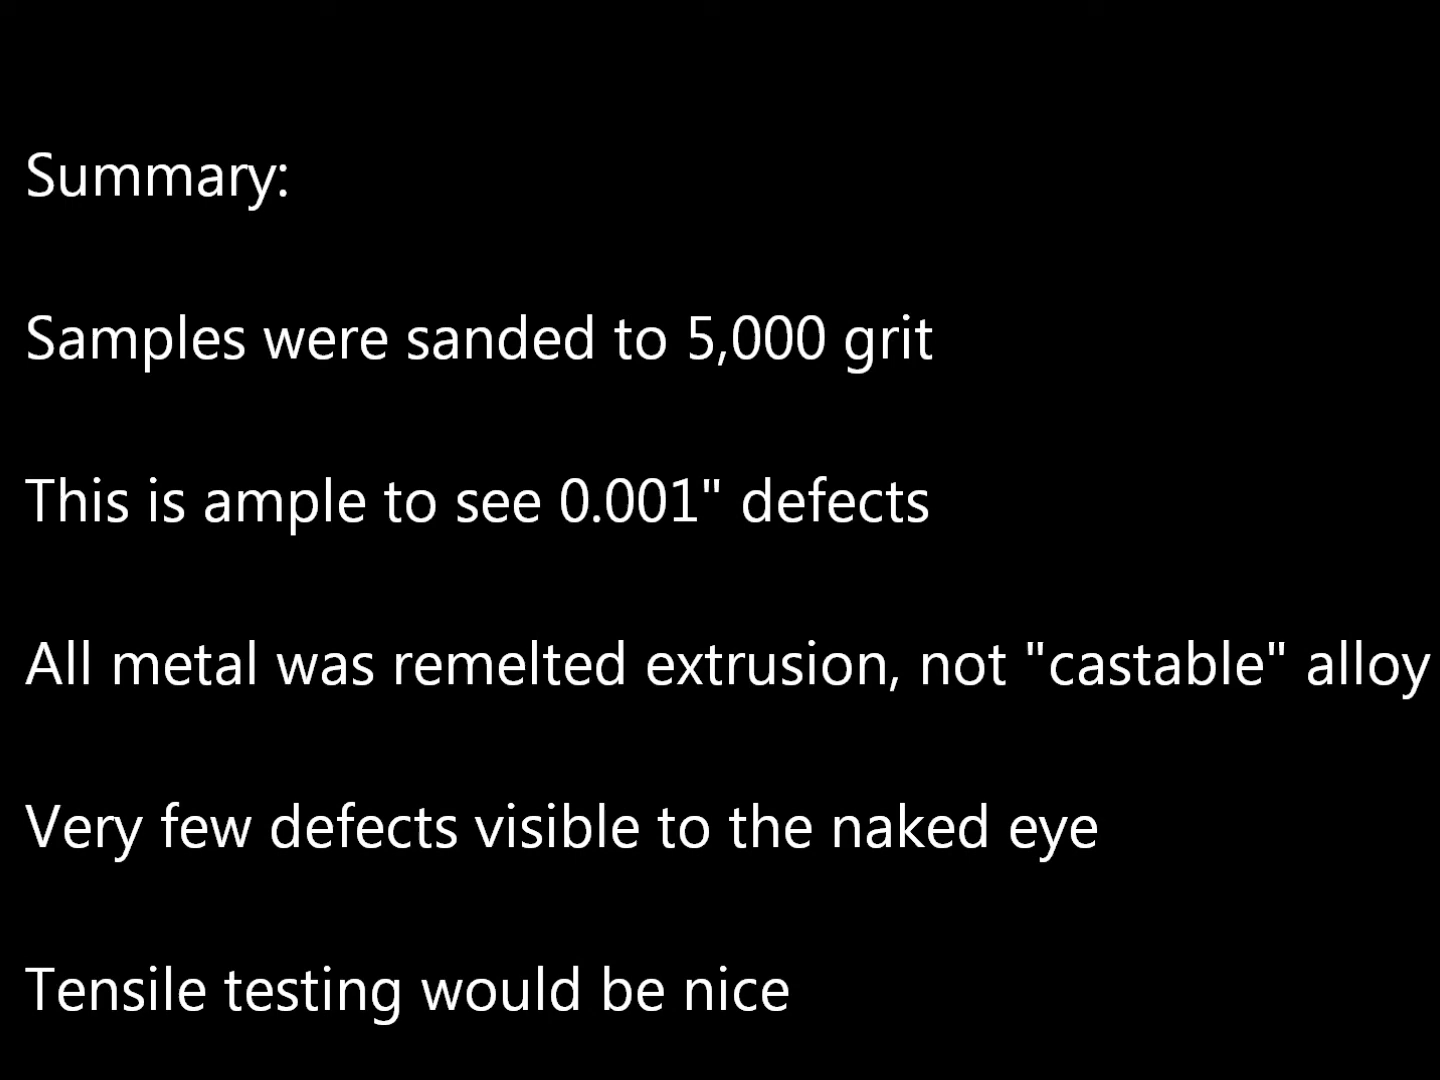 Summary:
Samples were sanded to 5,000 grit
This is ample to see 0.001" defects
All metal was remelted extrusion, not "castable" alloy
Very few defects visible to the naked eye
Tensile testing would be nice